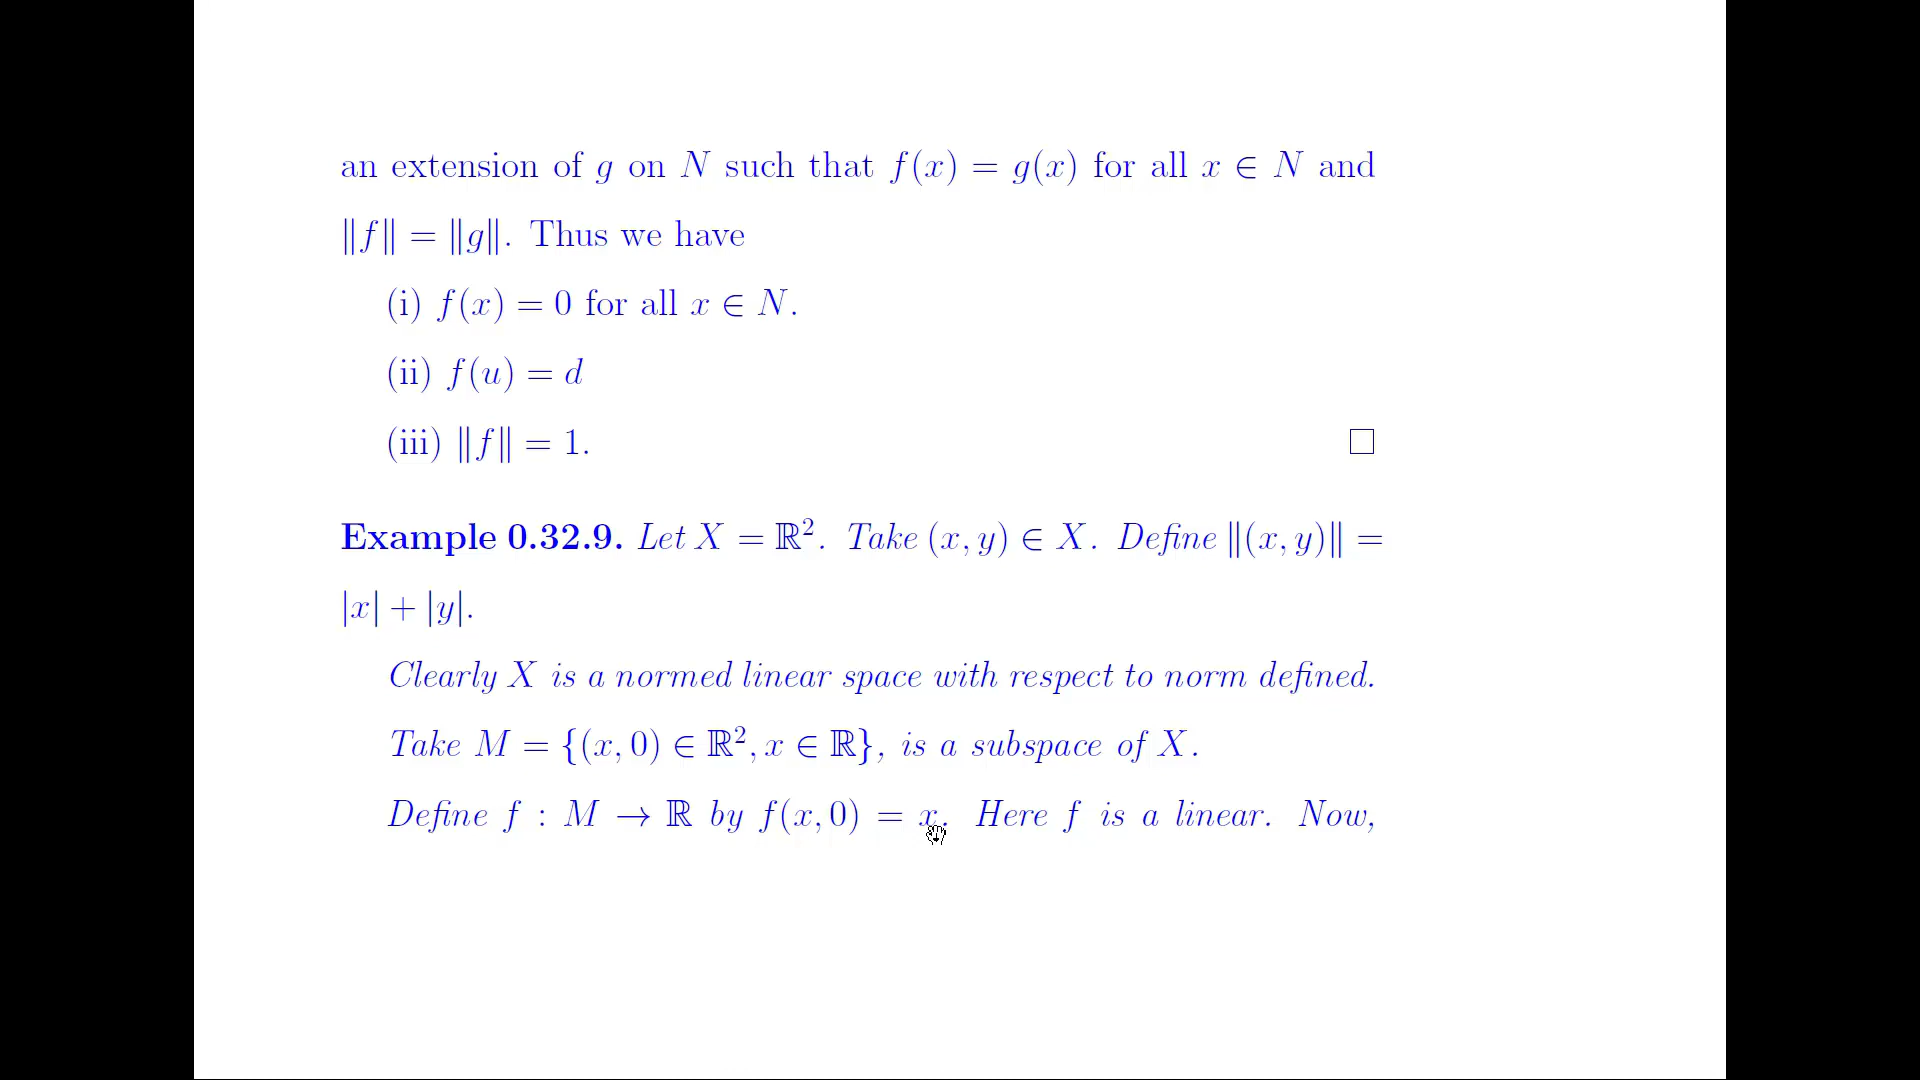 an extension of g on N such that f(x) = g(x) for all x ∈ N and
‖f‖ = ‖g‖. Thus we have
(i) f(x) = 0 for all x ∈ N.
(ii) f(u) = d
(iii) ‖f‖ = 1. □
Example 0.32.9. Let X = ℝ². Take (x, y) ∈ X. Define ‖(x, y)‖ =
|x| + |y|.
Clearly X is a normed linear space with respect to norm defined.
Take M = {(x, 0) ∈ ℝ², x ∈ ℝ}, is a subspace of X.
Define f : M → ℝ by f(x, 0) = x. Here f is a linear. Now,